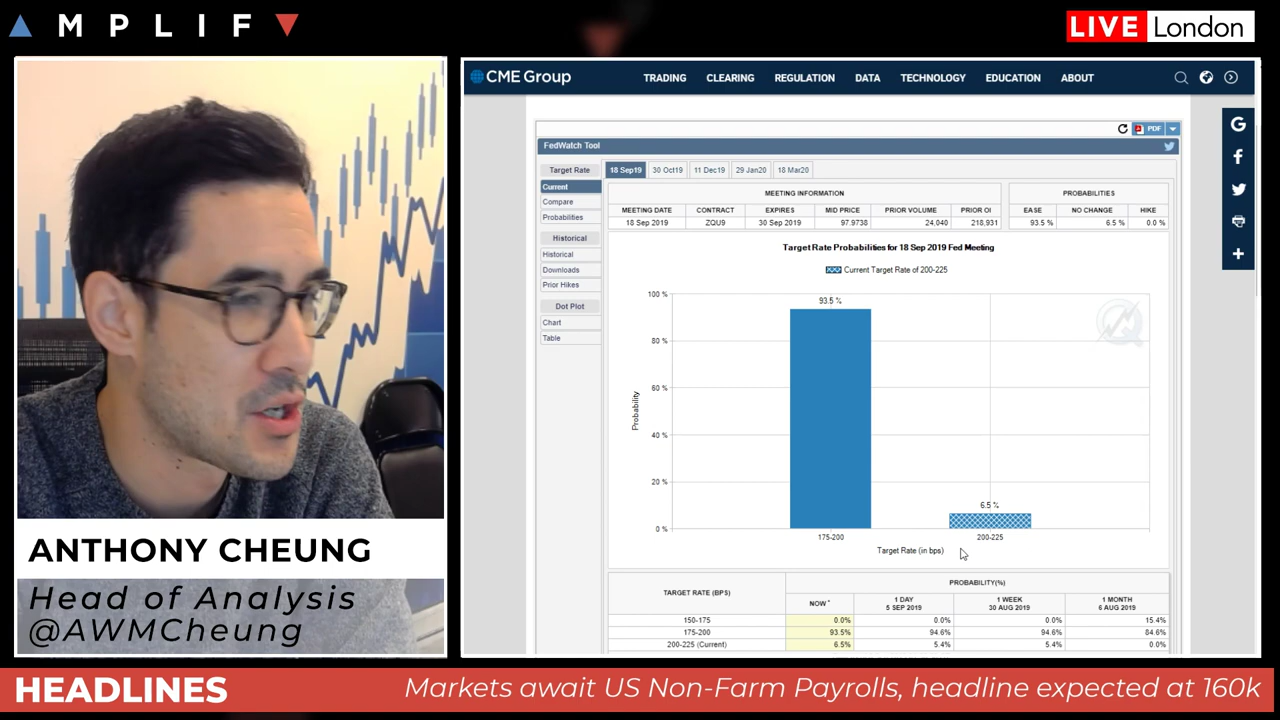 AMPLIFY
LIVE London
CME Group
TRADING CLEARING REGULATION DATA TECHNOLOGY EDUCATION ABOUT
PDF
FedWatch Tool
Target Rate
Current
Compare
Probabilities
Historical
Historical
Downloads
Prior Hikes
Dot Plot
Chart
Table
18 Sep19 30 Oct19 11 Dec19 29 Jan20 18 Mar20
MEETING INFORMATION PROBABILITIES
MEETING DATE CONTRACT EXPIRES MID PRICE PRIOR VOLUME PRIOR OI EASE NO CHANGE HIKE
18 Sep 2019 ZQU9 30 Sep 2019 97.9738 24,040 218,931 93.5 % 6.5 % 0.0 %
Target Rate Probabilities for 18 Sep 2019 Fed Meeting
Current Target Rate of 200-225
100 %
80 %
60 %
40 %
20 %
0 %
Probability
93.5 %
6.5 %
175-200 200-225
Target Rate (in bps)
TARGET RATE (BPS) PROBABILITY(%)
NOW * 1 DAY 1 WEEK 1 MONTH
5 SEP 2019 30 AUG 2019 6 AUG 2019
150-175 0.0% 0.0% 0.0% 15.4%
175-200 93.5% 94.6% 94.6% 84.6%
200-225 (Current) 6.5% 5.4% 5.4% 0.0%
ANTHONY CHEUNG
Head of Analysis
@AWMCheung
HEADLINES Markets await US Non-Farm Payrolls, headline expected at 160k